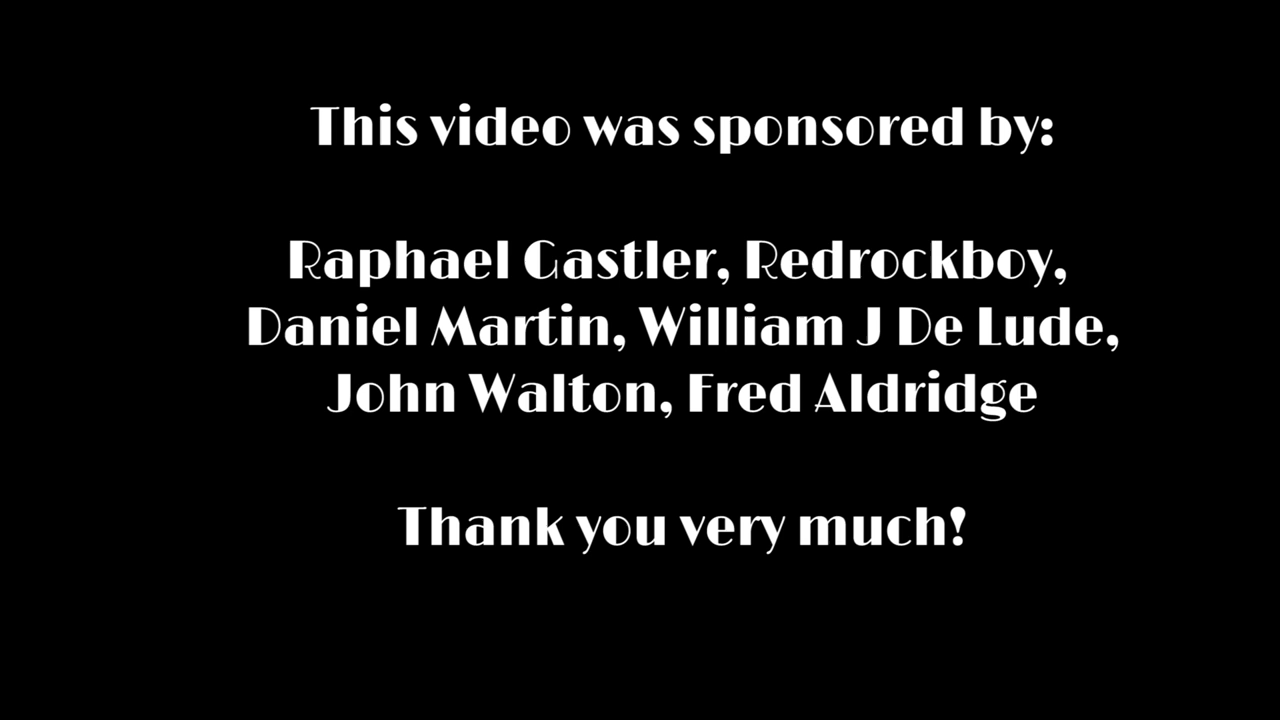 This video was sponsored by:
Raphael Gastler, Redrockboy,
Daniel Martin, William J De Lude,
John Walton, Fred Aldridge
Thank you very much!